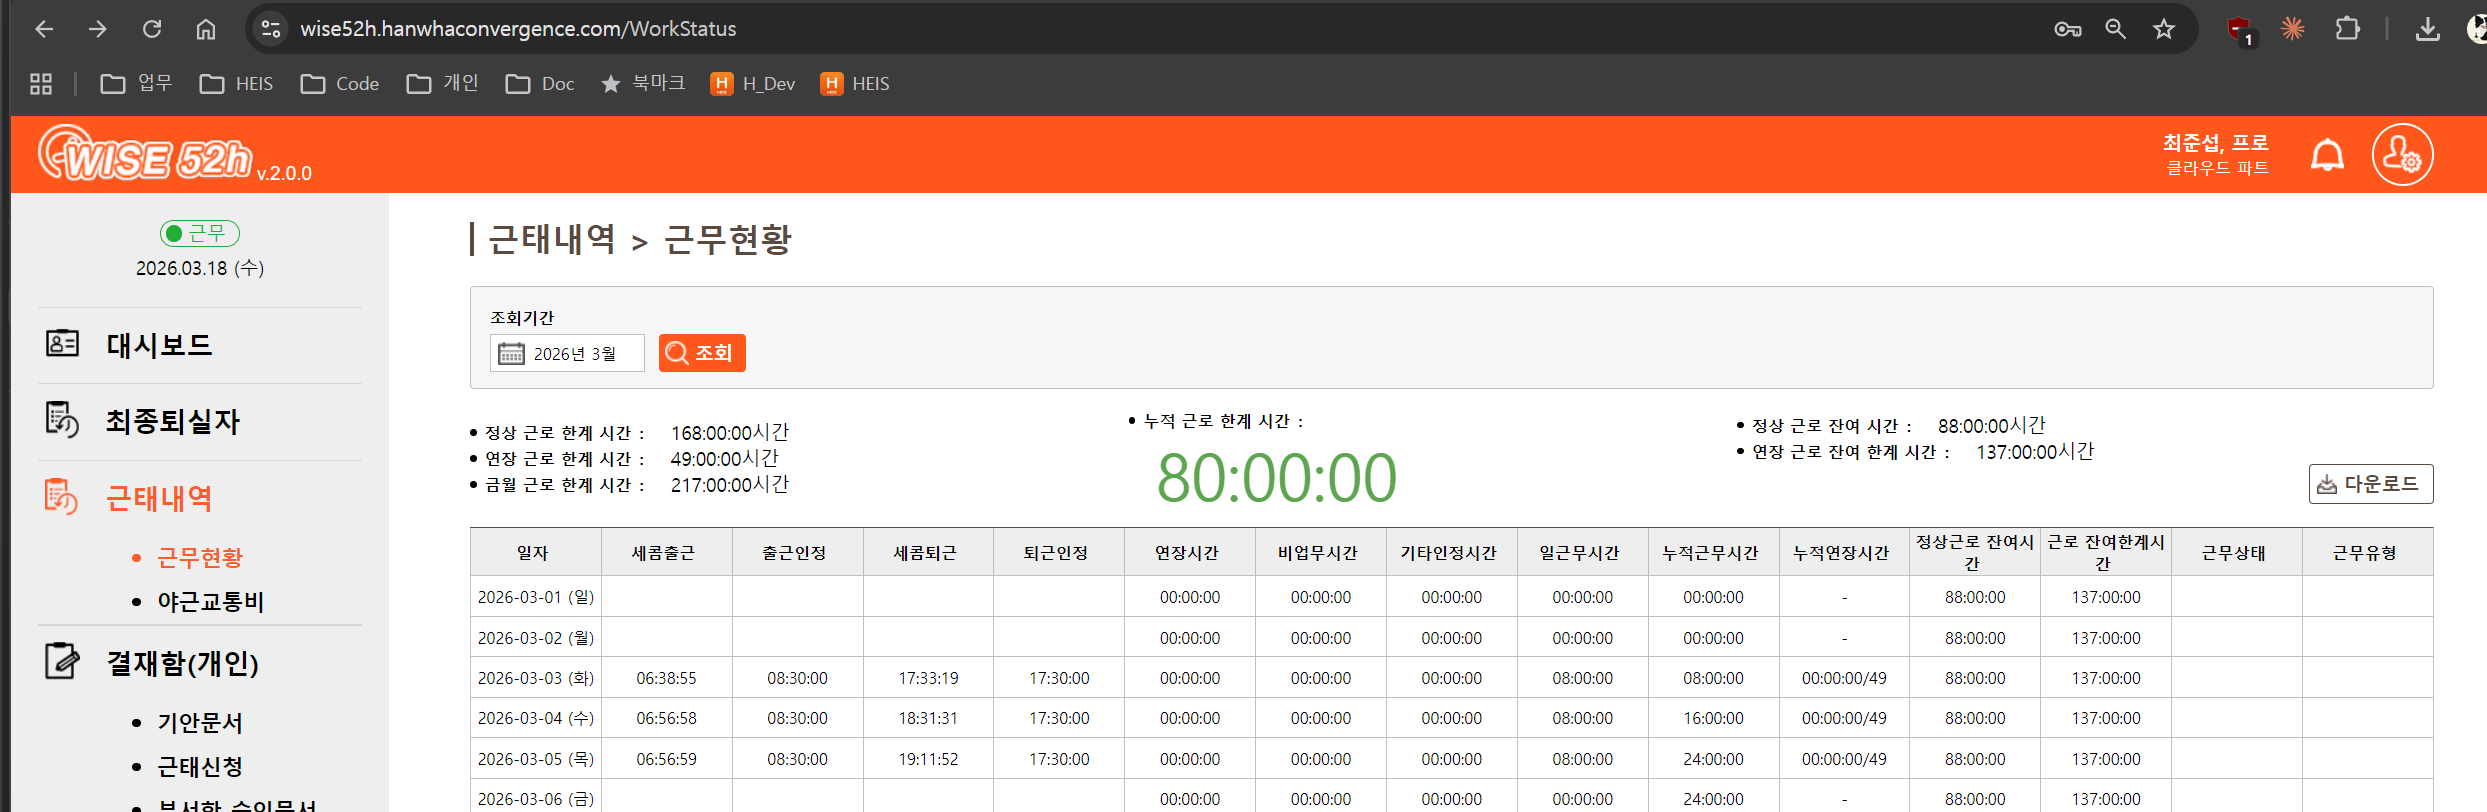 wise52h.hanwhaconvergence.com/WorkStatus
1
업무 HEIS Code 개인 Doc 북마크 H_Dev HEIS
WISE 52h v.2.0.0
최준섭, 프로
클라우드 파트
근무
2026.03.18 (수)
대시보드
최종퇴실자
근태내역
근무현황
야근교통비
결재함(개인)
기안문서
근태신청
근태내역 > 근무현황
조회기간
2026년 3월 조회
정상 근로 한계 시간 : 168:00:00시간
연장 근로 한계 시간 : 49:00:00시간
금월 근로 한계 시간 : 217:00:00시간
누적 근로 한계 시간 :
80:00:00
정상 근로 잔여 시간 : 88:00:00시간
연장 근로 잔여 한계 시간 : 137:00:00시간
다운로드
일자 세콤출근 출근인정 세콤퇴근 퇴근인정 연장시간 비업무시간 기타인정시간 일근무시간 누적근무시간 누적연장시간 정상근로 잔여시간 근로 잔여한계시간 근무상태 근무유형
2026-03-01 (일) 00:00:00 00:00:00 00:00:00 00:00:00 00:00:00 - 88:00:00 137:00:00
2026-03-02 (월) 00:00:00 00:00:00 00:00:00 00:00:00 00:00:00 - 88:00:00 137:00:00
2026-03-03 (화) 06:38:55 08:30:00 17:33:19 17:30:00 00:00:00 00:00:00 00:00:00 08:00:00 08:00:00 00:00:00/49 88:00:00 137:00:00
2026-03-04 (수) 06:56:58 08:30:00 18:31:31 17:30:00 00:00:00 00:00:00 00:00:00 08:00:00 16:00:00 00:00:00/49 88:00:00 137:00:00
2026-03-05 (목) 06:56:59 08:30:00 19:11:52 17:30:00 00:00:00 00:00:00 00:00:00 08:00:00 24:00:00 00:00:00/49 88:00:00 137:00:00
2026-03-06 (금) 00:00:00 00:00:00 00:00:00 00:00:00 24:00:00 - 88:00:00 137:00:00